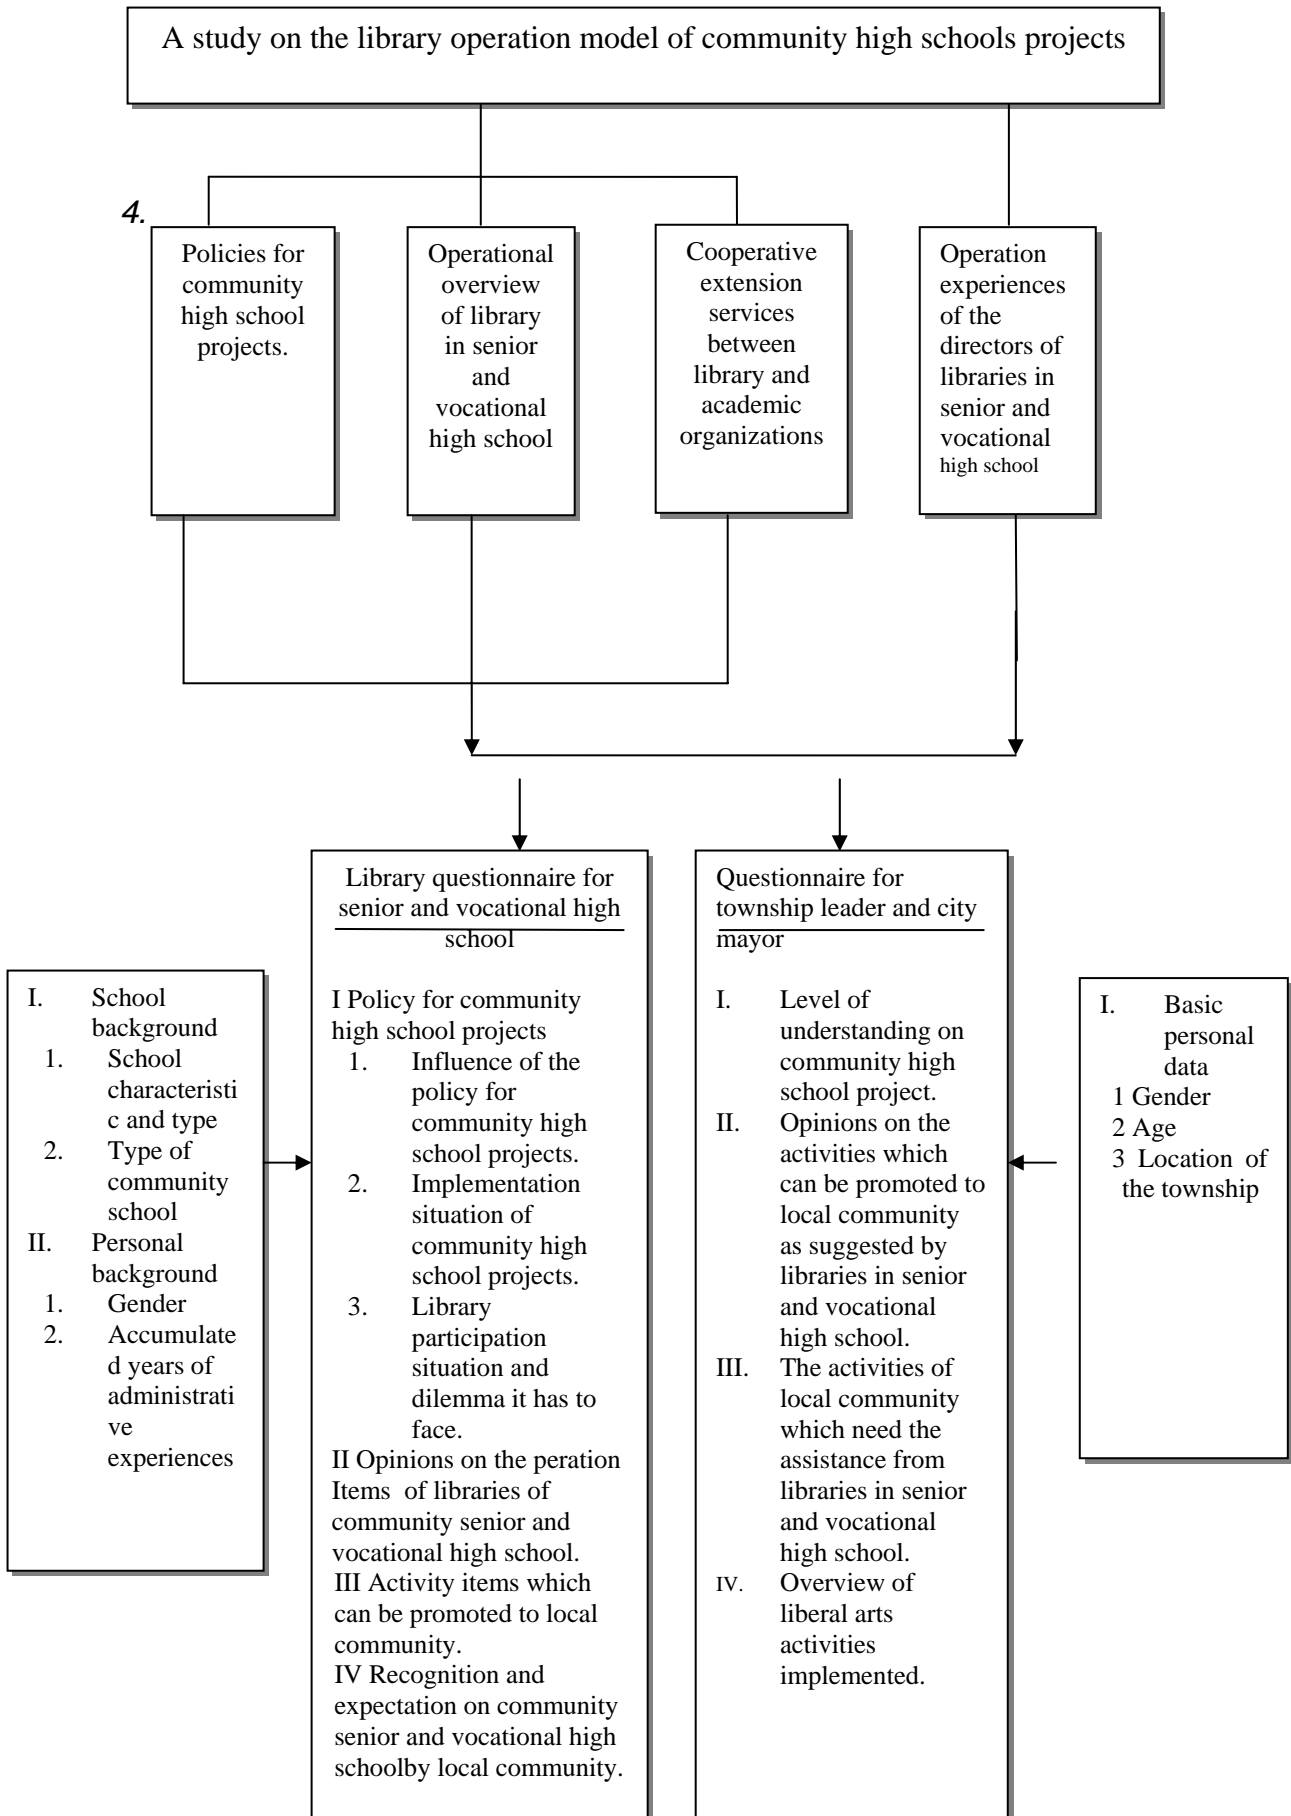 A study on the library operation model of community high schools projects
4.
Policies for
community
high school
projects.
Operational
overview
of library
in senior
and
vocational
high school
Cooperative
extension
services
between
library and
academic
organizations
Operation
experiences
of the
directors of
libraries in
senior and
vocational
high school
Library questionnaire for
senior and vocational high
school
I Policy for community
high school projects
1. Influence of the
policy for
community high
school projects.
2. Implementation
situation of
community high
school projects.
3. Library
participation
situation and
dilemma it has to
face.
II Opinions on the peration
Items of libraries of
community senior and
vocational high school.
III Activity items which
can be promoted to local
community.
IV Recognition and
expectation on community
senior and vocational high
schoolby local community.
Questionnaire for
township leader and city
mayor
I. Level of
understanding on
community high
school project.
II. Opinions on the
activities which
can be promoted to
local community
as suggested by
libraries in senior
and vocational
high school.
III. The activities of
local community
which need the
assistance from
libraries in senior
and vocational
high school.
IV. Overview of
liberal arts
activities
implemented.
I. School
background
1. School
characteristi
c and type
2. Type of
community
school
II. Personal
background
1. Gender
2. Accumulate
d years of
administrati
ve
experiences
I. Basic
personal
data
1 Gender
2 Age
3 Location of
the township